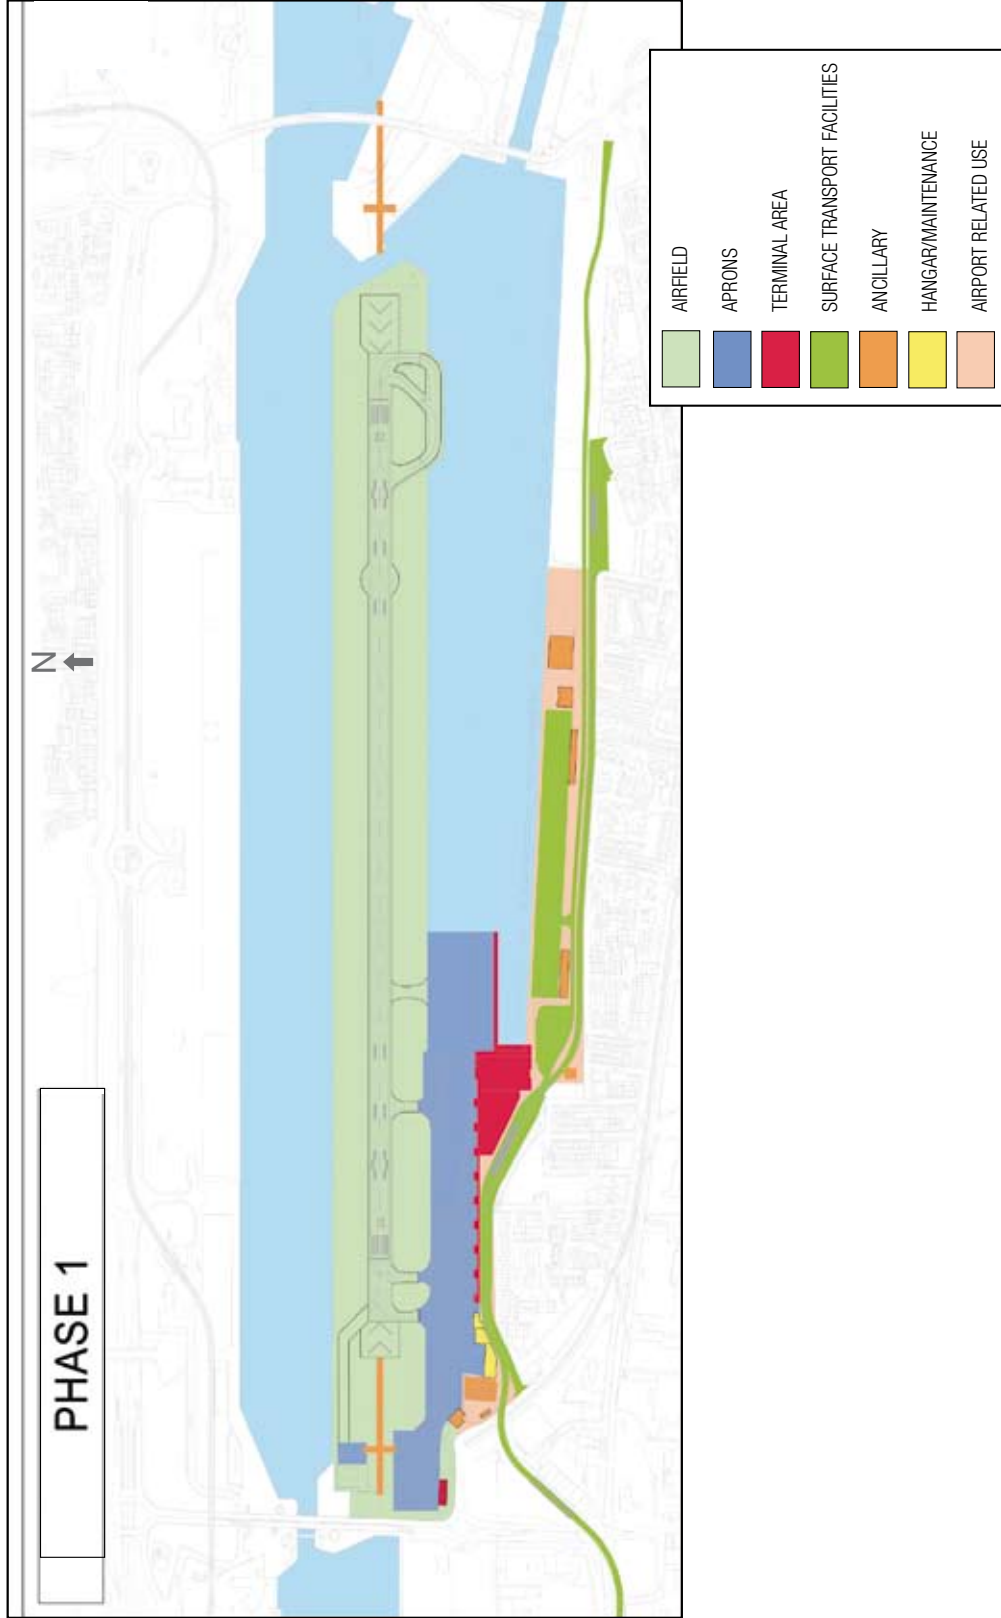 PHASE 1
N
AIRFIELD
APRONS
TERMINAL AREA
SURFACE TRANSPORT FACILITIES
ANCILLARY
HANGAR/MAINTENANCE
AIRPORT RELATED USE